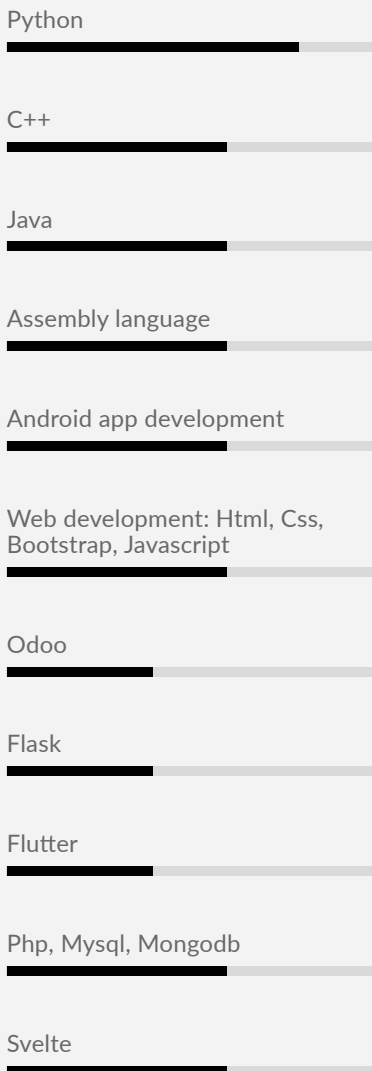 Python
C++
Java
Assembly language
Android app development
Web development: Html, Css,
Bootstrap, Javascript
Odoo
Flask
Flutter
Php, Mysql, Mongodb
Svelte